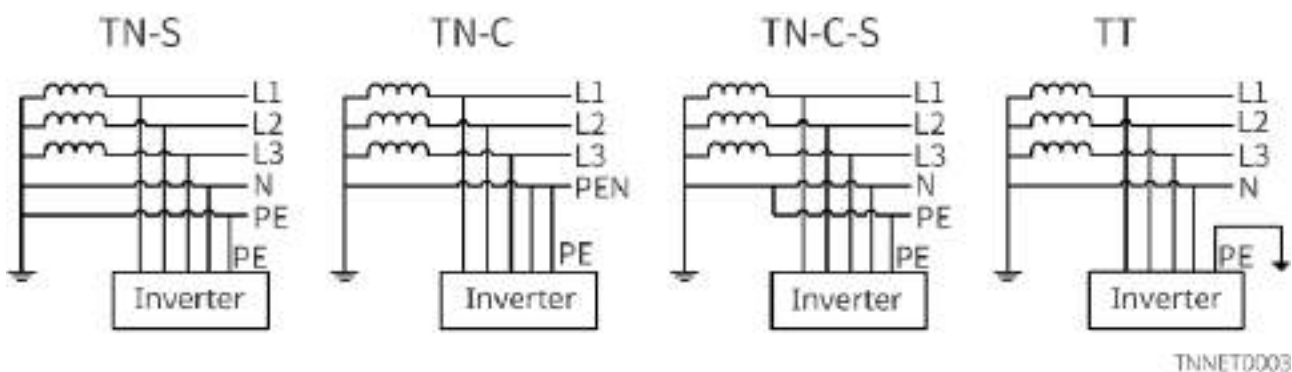 TN-S TN-C TN-C-S TT
L1 L1 L1 L1
L2 L2 L2 L2
L3 L3 L3 L3
N PEN N N
PE PE
PE PE PE PE
Inverter Inverter Inverter Inverter
TNNET0003